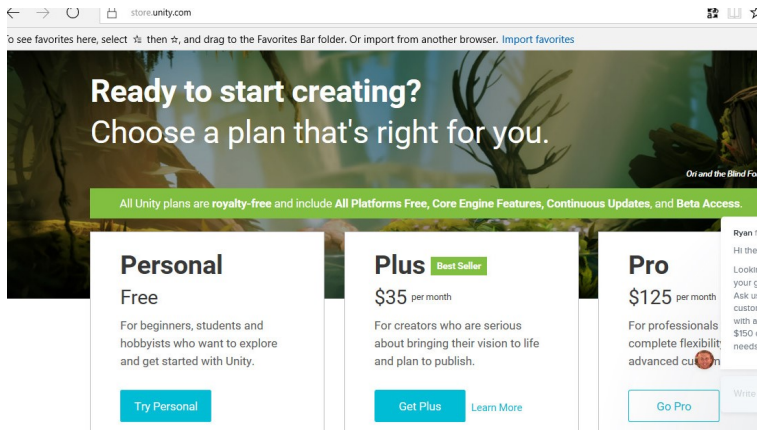 store.unity.com
To see favorites here, select ☆ then ☆, and drag to the Favorites Bar folder. Or import from another browser. Import favorites
Ready to start creating?
Choose a plan that's right for you.
Ori and the Blind
All Unity plans are royalty-free and include All Platforms Free, Core Engine Features, Continuous Updates, and Beta Access.
Personal
Free
For beginners, students and
hobbyists who want to explore
and get started with Unity.
Try Personal
Plus Best Seller
$35 per month
For creators who are serious
about bringing their vision to life
and plan to publish.
Get Plus Learn More
Pro
$125 per month
For professionals
complete flexibility
advanced
Go Pro
Ryan
Hi
your
Ask
with a
$150
needs
Write